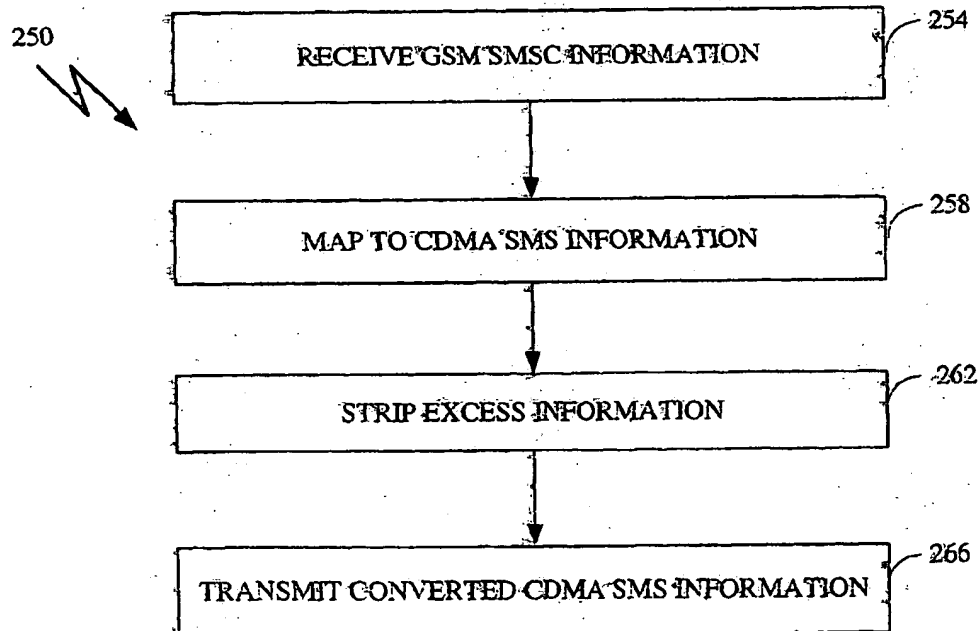 250
254
RECEIVE GSM SMSC INFORMATION
258
MAP TO CDMA SMS INFORMATION
262
STRIP EXCESS INFORMATION
266
TRANSMIT CONVERTED CDMA SMS INFORMATION